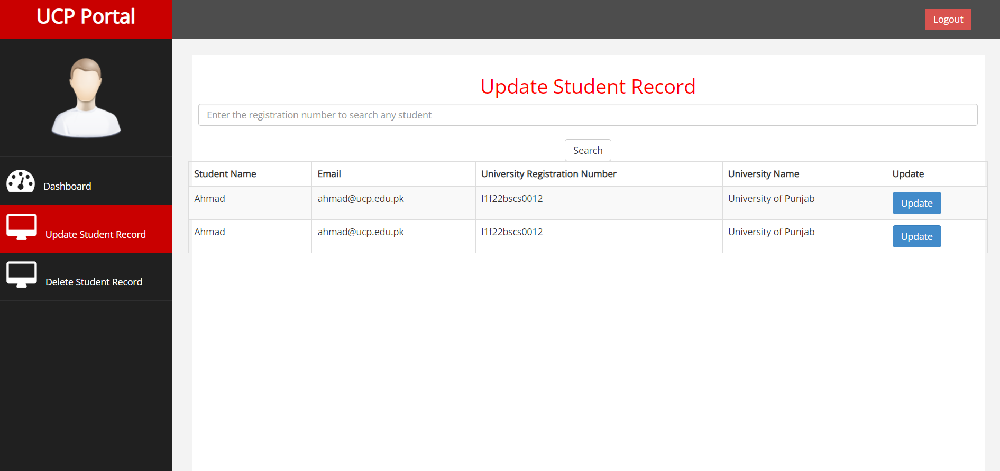 UCP Portal
Logout
Dashboard
Update Student Record
Delete Student Record
Update Student Record
Enter the registration number to search any student
Search
Student Name Email University Registration Number University Name Update
Ahmad ahmad@ucp.edu.pk l1f22bscs0012 University of Punjab Update
Ahmad ahmad@ucp.edu.pk l1f22bscs0012 University of Punjab Update